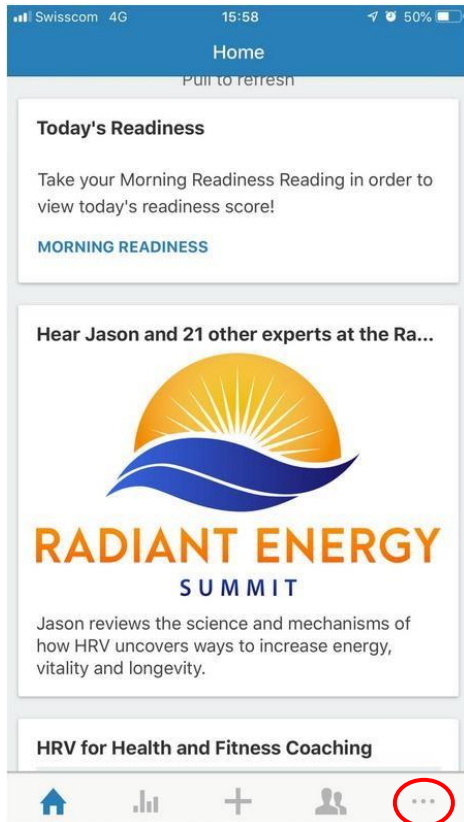 Swisscom 4G 15:58 50%
Home
Pull to refresh
Today's Readiness
Take your Morning Readiness Reading in order to
view today's readiness score!
MORNING READINESS
Hear Jason and 21 other experts at the Ra...
RADIANT ENERGY
SUMMIT
Jason reviews the science and mechanisms of
how HRV uncovers ways to increase energy,
vitality and longevity.
HRV for Health and Fitness Coaching